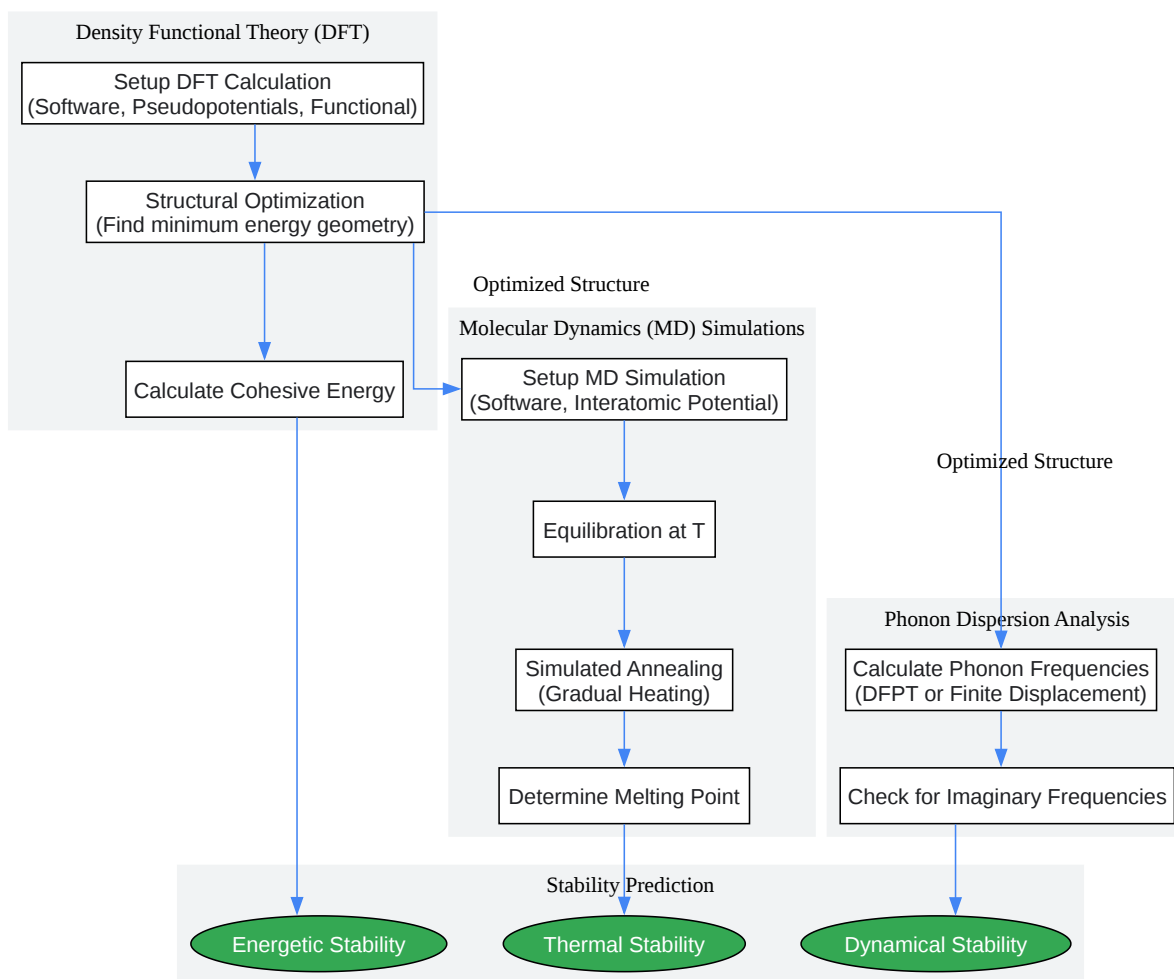 Density Functional Theory (DFT)
Setup DFT Calculation
(Software, Pseudopotentials, Functional)
Structural Optimization
(Find minimum energy geometry)
Calculate Cohesive Energy
Optimized Structure
Molecular Dynamics (MD) Simulations
Setup MD Simulation
(Software, Interatomic Potential)
Equilibration at T
Simulated Annealing
(Gradual Heating)
Determine Melting Point
Optimized Structure
Phonon Dispersion Analysis
Calculate Phonon Frequencies
(DFPT or Finite Displacement)
Check for Imaginary Frequencies
Stability Prediction
Energetic Stability
Thermal Stability
Dynamical Stability